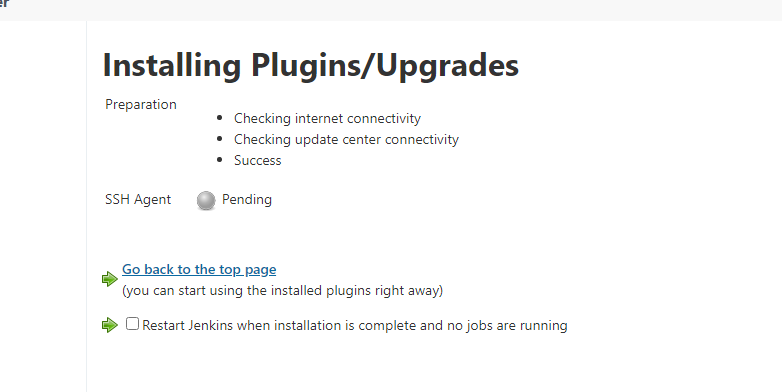 Installing Plugins/Upgrades
Preparation
Checking internet connectivity
Checking update center connectivity
Success
SSH Agent Pending
Go back to the top page
(you can start using the installed plugins right away)
Restart Jenkins when installation is complete and no jobs are running